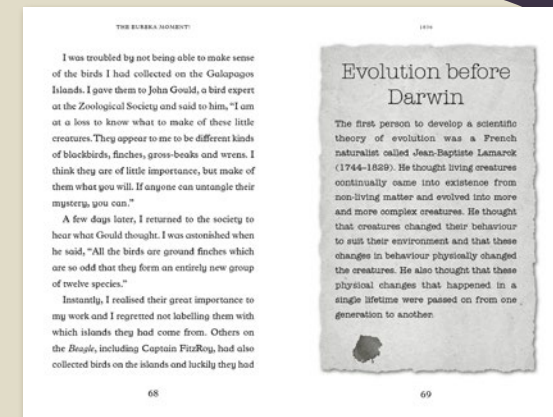 THE EUREKA MOMENT!
I was troubled by not being able to make sense
of the birds I had collected on the Galapagos
Islands. I gave them to John Gould, a bird expert
at the Zoological Society and said to him, “I am
at a loss to know what to make of these little
creatures. They appear to me to be different kinds
of blackbirds, finches, gross-beaks and wrens. I
think they are of little importance, but make of
them what you will. If anyone can untangle their
mystery, you can.”
A few days later, I returned to the society to
hear what Gould thought. I was astonished when
he said, “All the birds are ground finches which
are so odd that they form an entirely new group
of twelve species.”
Instantly, I realised their great importance to
my work and I regretted not labelling them with
which islands they had come from. Others on
the Beagle, including Captain FitzRoy, had also
collected birds on the islands and luckily they had
68
Evolution before
Darwin
The first person to develop a scientific
theory of evolution was a French
naturalist called Jean-Baptiste Lamarck
(1744–1829). He thought living creatures
continually came into existence from
non-living matter and evolved into more
and more complex creatures. He thought
that creatures changed their behaviour
to suit their environment and that these
changes in behaviour physically changed
the creatures. He also thought that these
physical changes that happened in a
single lifetime were passed on from one
generation to another.
69